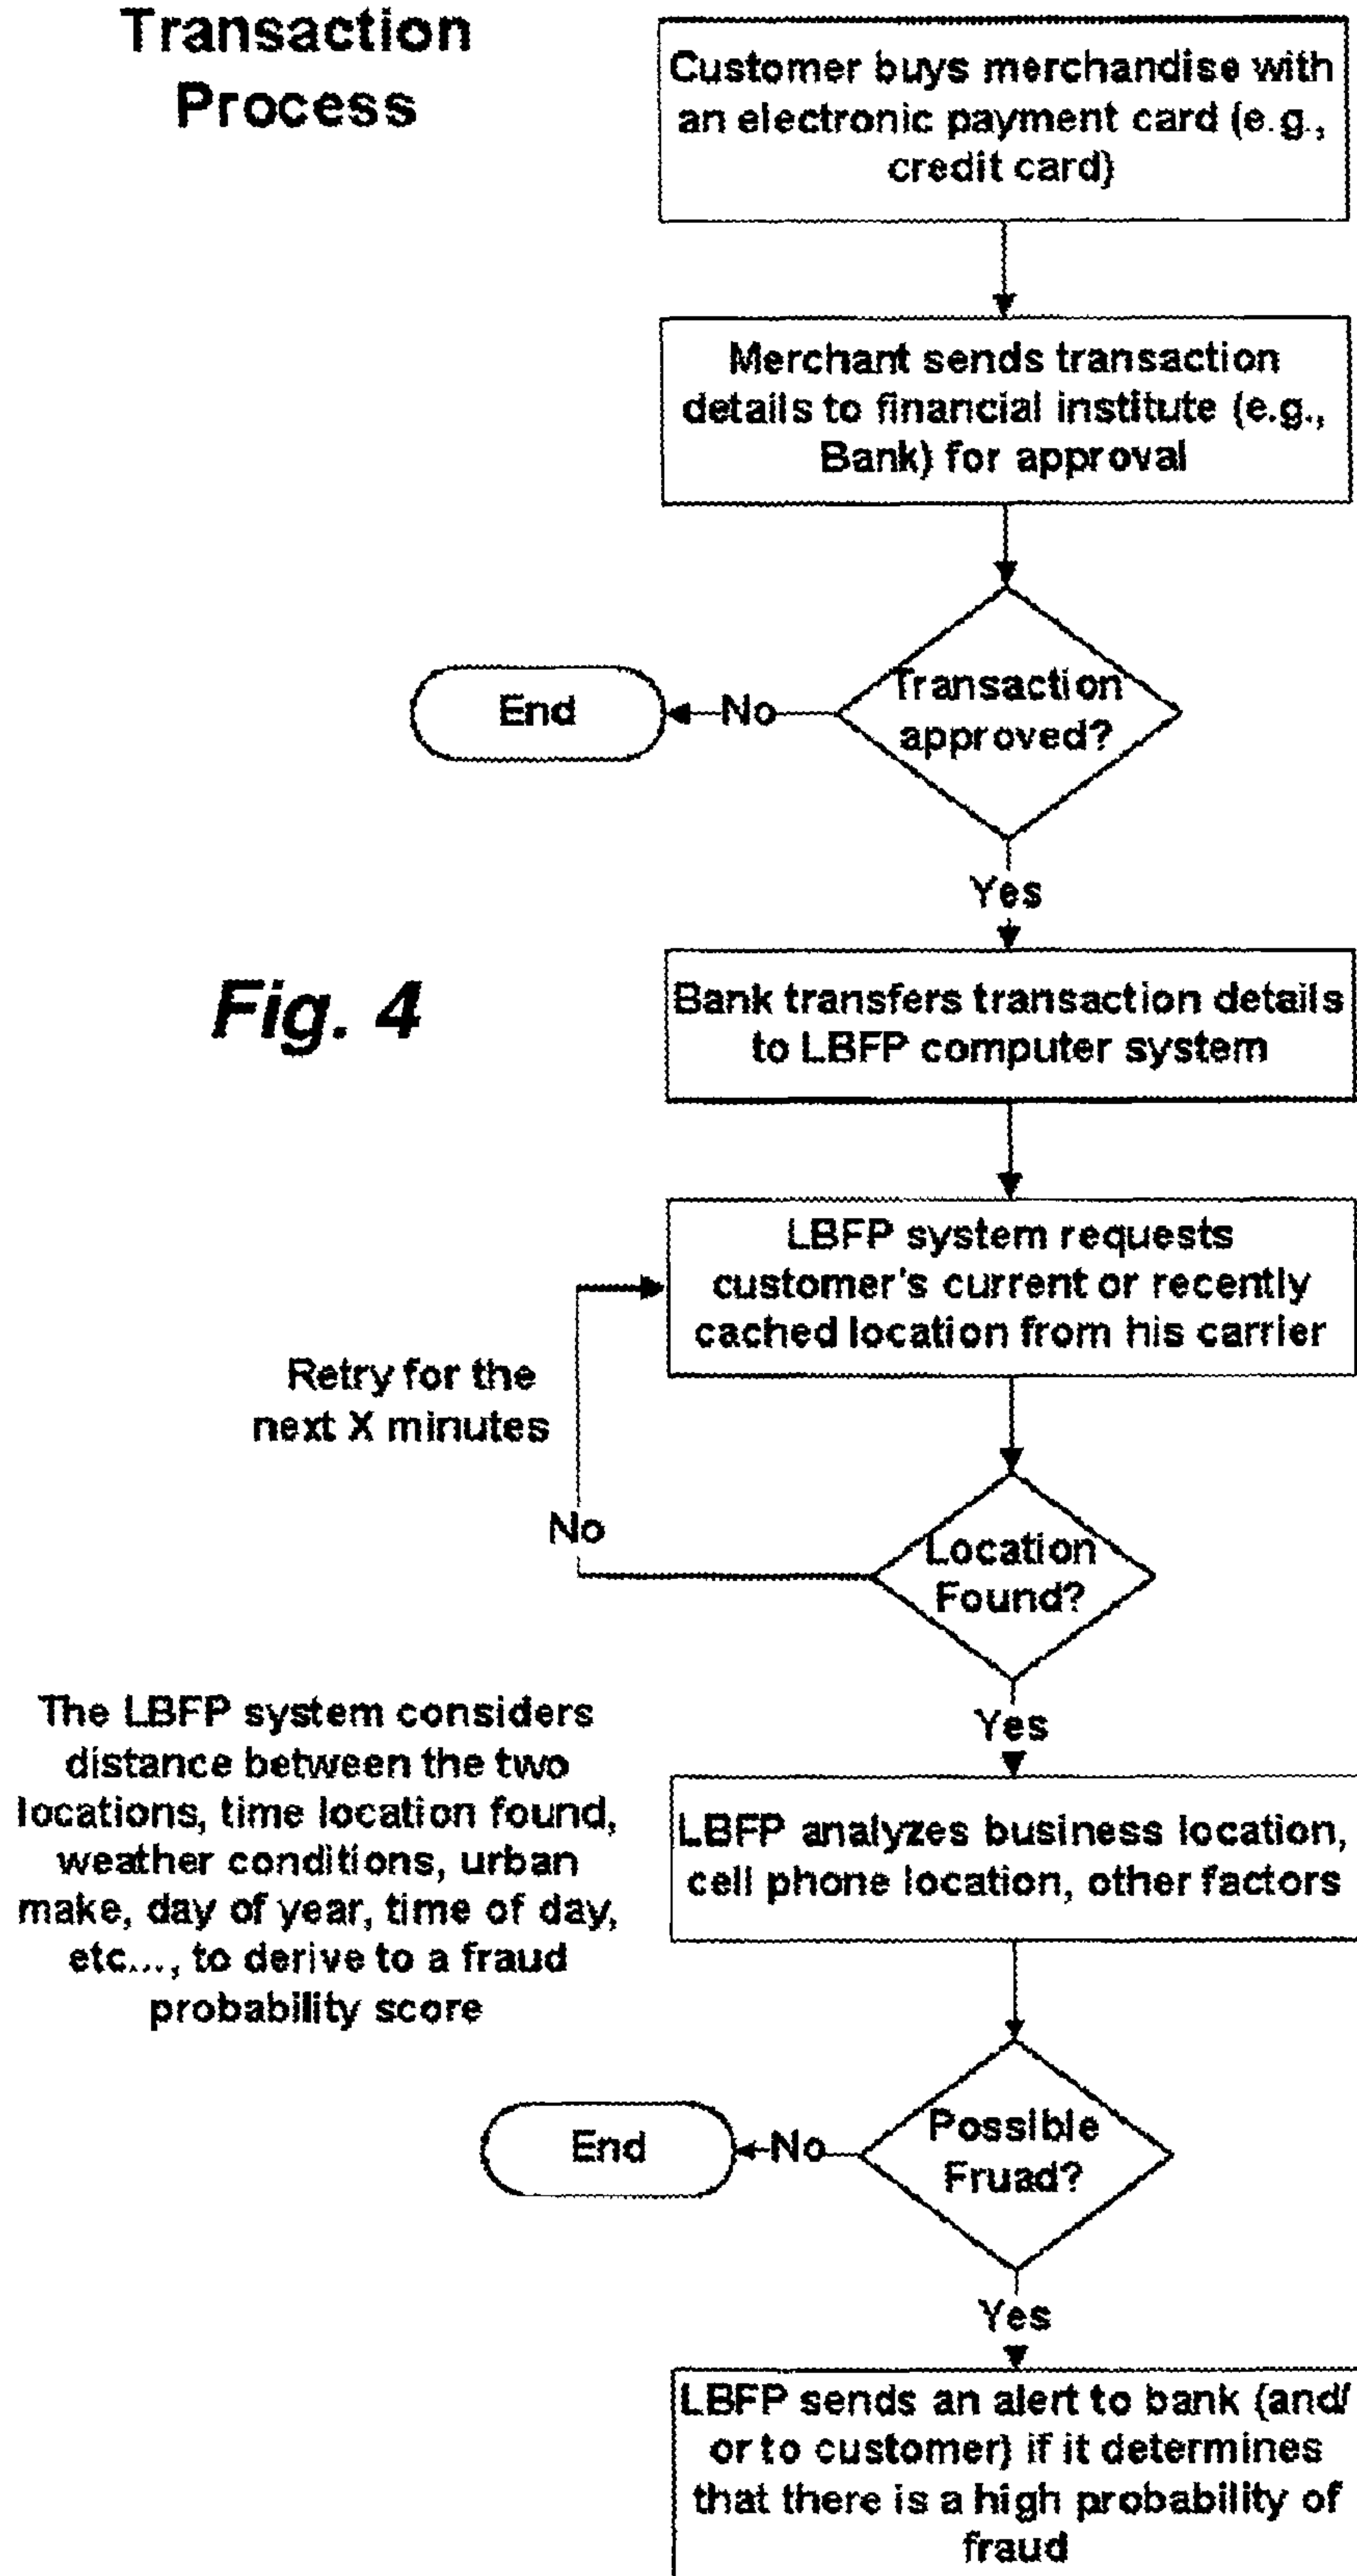 Transaction
Process
Customer buys merchandise with
an electronic payment card (e.g.,
credit card)
Merchant sends transaction
details to financial institute (e.g.,
Bank) for approval
Transaction
approved?
No
End
Yes
Fig. 4
Bank transfers transaction details
to LBFP computer system
LBFP system requests
customer's current or recently
cached location from his carrier
Retry for the
next X minutes
No
Location
Found?
Yes
The LBFP system considers
distance between the two
locations, time location found,
weather conditions, urban
make, day of year, time of day,
etc..., to derive to a fraud
probability score
LBFP analyzes business location,
cell phone location, other factors
Possible
Fruad?
No
End
Yes
LBFP sends an alert to bank (and/
or to customer) if it determines
that there is a high probability of
fraud